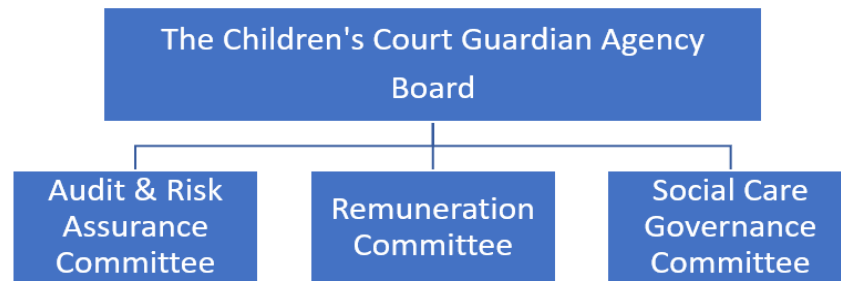 The Children's Court Guardian Agency
Board
Audit & Risk
Assurance
Committee
Remuneration
Committee
Social Care
Governance
Committee